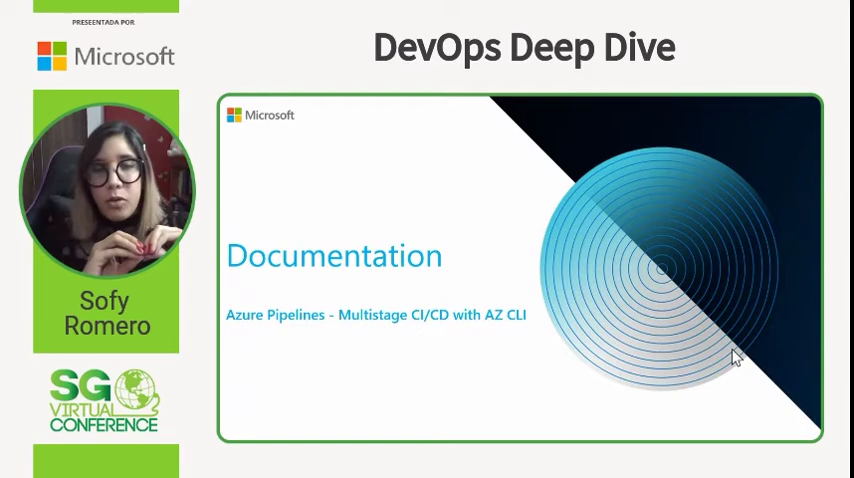 PRESEENTADA POR
Microsoft
DevOps Deep Dive
Microsoft
Documentation
Azure Pipelines - Multistage CI/CD with AZ CLI
Sofy
Romero
SG
VIRTUAL
CONFERENCE